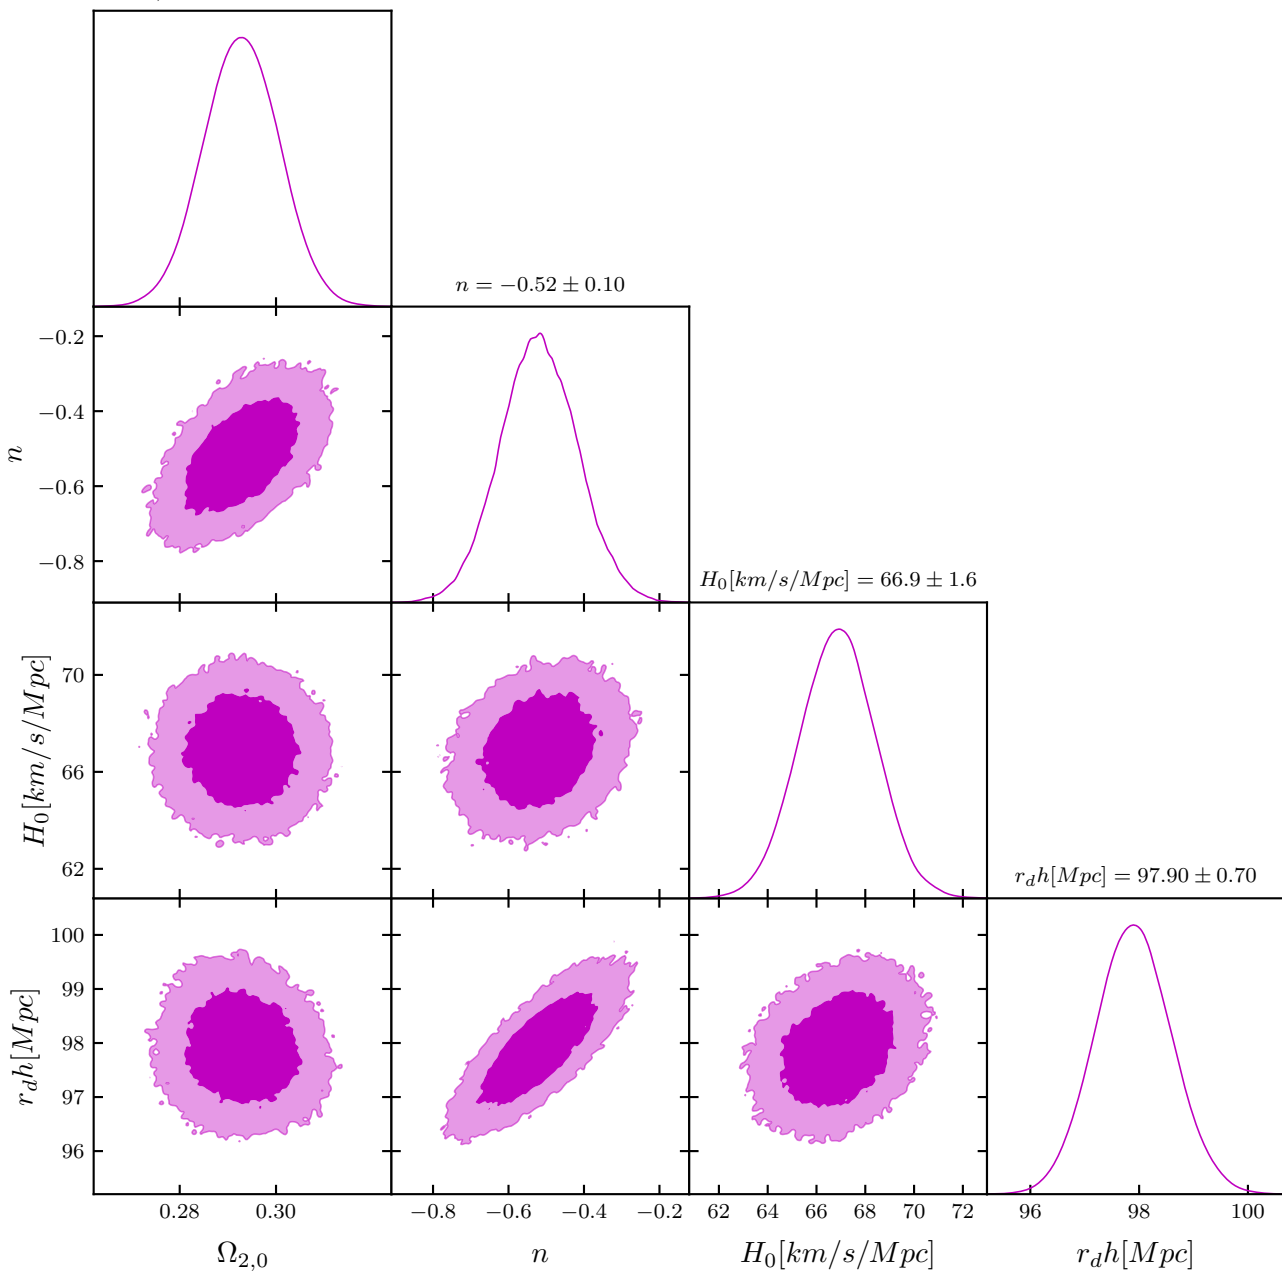 n = −0.52 ± 0.10
−0.2
−0.4
−0.6
−0.8
n
H₀[km/s/Mpc] = 66.9 ± 1.6
70
66
62
H₀[km/s/Mpc]
r_d h[Mpc] = 97.90 ± 0.70
100
99
98
97
96
r_d h[Mpc]
0.28 0.30
−0.8 −0.6 −0.4 −0.2
62 64 66 68 70 72
96 98 100
Ω₂,₀
n
H₀[km/s/Mpc]
r_d h[Mpc]